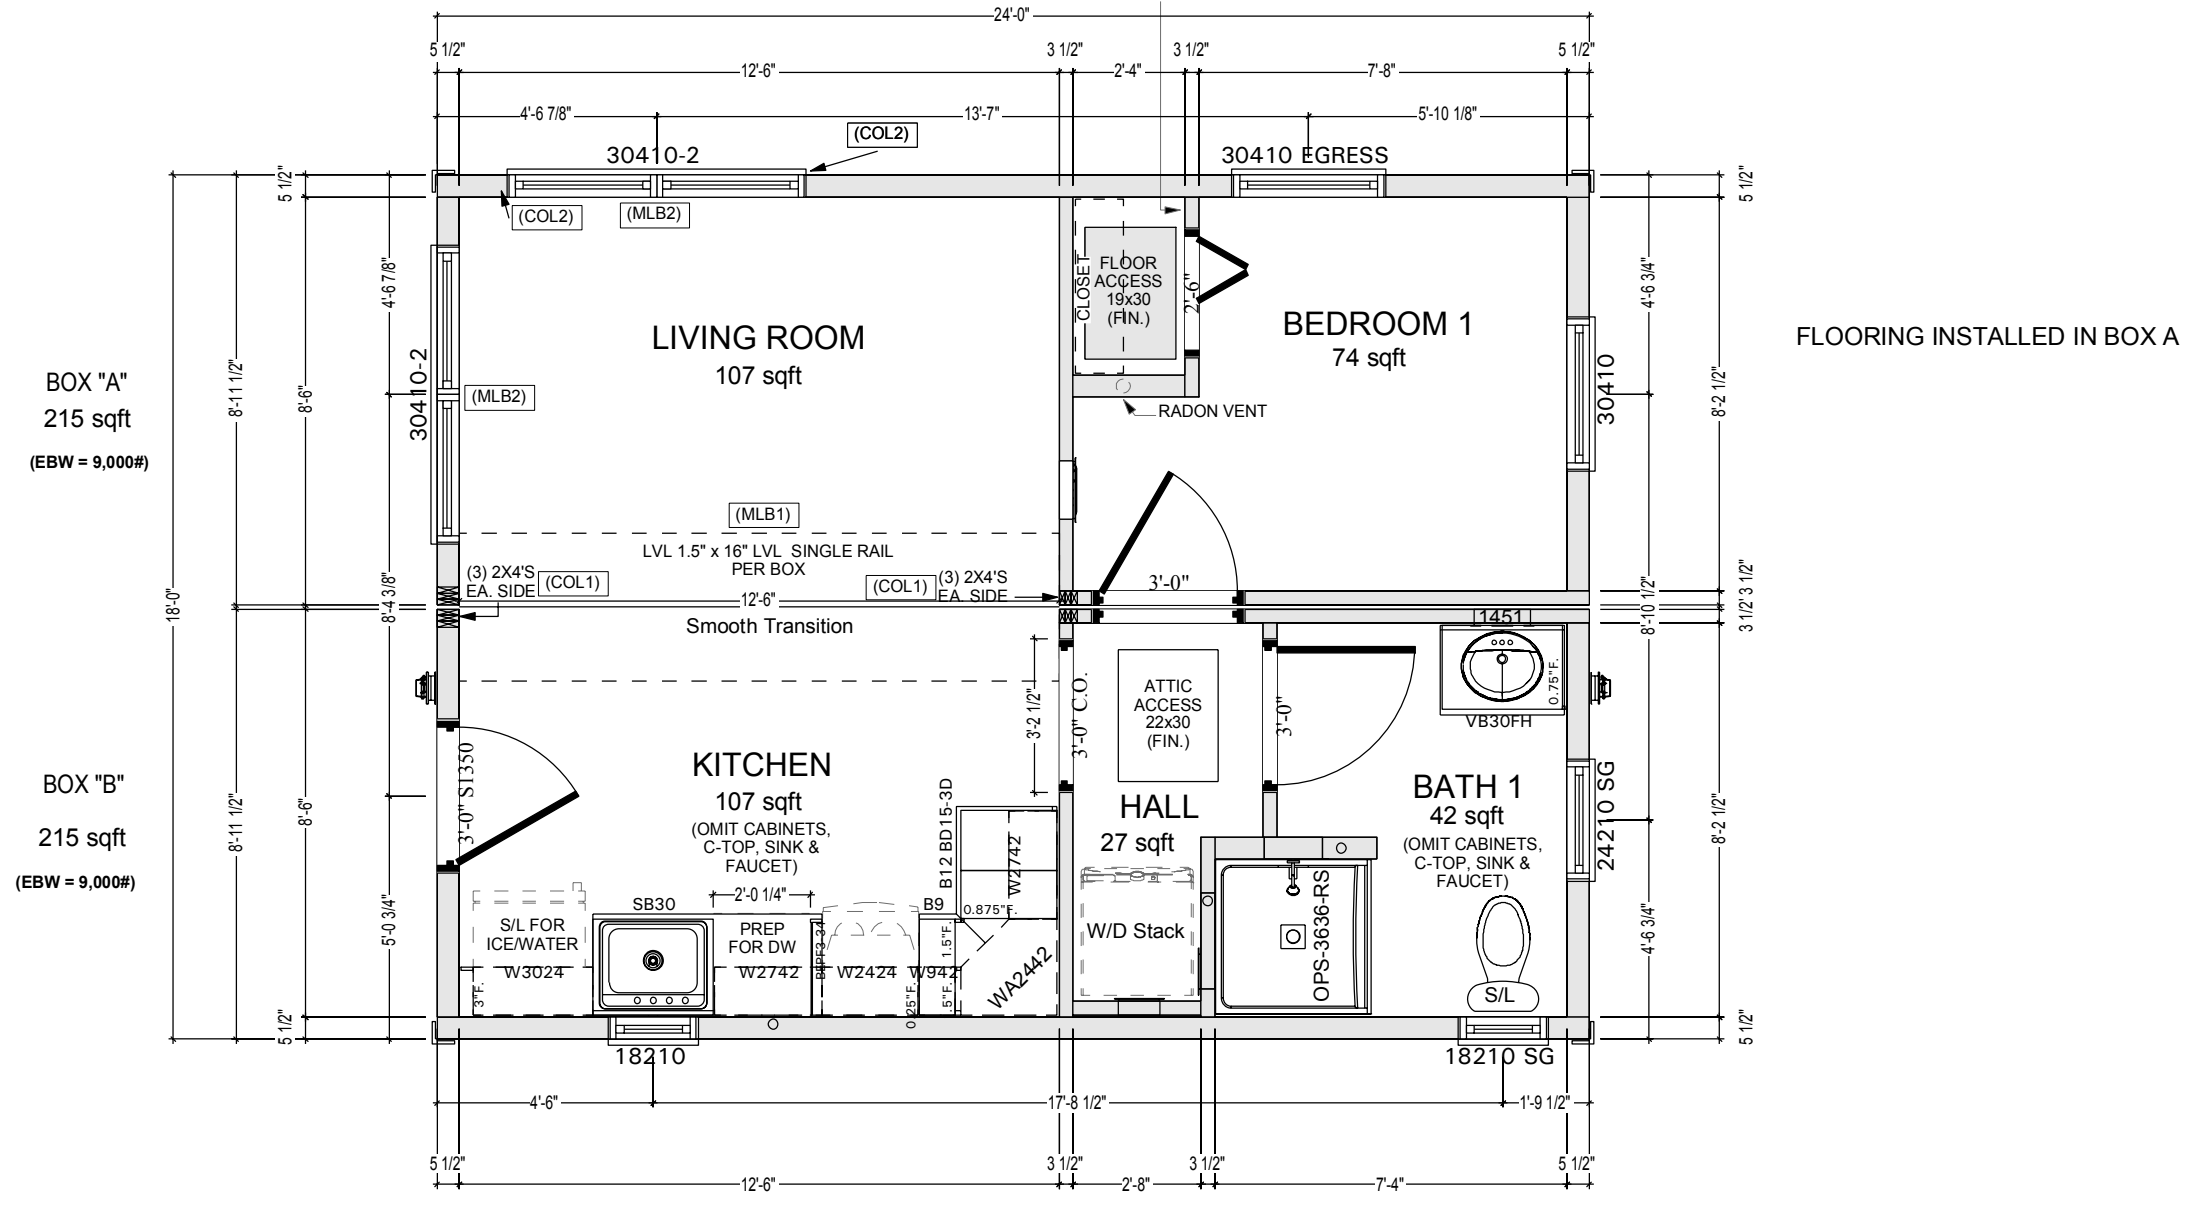 24'-0"
5 1/2"
3 1/2"
3 1/2"
5 1/2"
12'-6"
2'-4"
7'-8"
4'-6 7/8"
13'-7"
5'-10 1/8"
(COL2)
30410-2
30410 EGRESS
5 1/2"
5 1/2"
(COL2)
(MLB2)
4'-6 7/8"
CLOSET
FLOOR
ACCESS
19x30
(FIN.)
2'-6"
4'-6 3/4"
LIVING ROOM
107 sqft
BEDROOM 1
74 sqft
FLOORING INSTALLED IN BOX A
BOX "A"
215 sqft
(EBW = 9,000#)
8'-11 1/2"
8'-6"
30410-2
(MLB2)
RADON VENT
30410
8'-2 1/2"
(MLB1)
LVL 1.5" x 16" LVL SINGLE RAIL
PER BOX
(3) 2X4'S
EA. SIDE
(COL1)
(COL1)
(3) 2X4'S
EA. SIDE
12'-6"
3'-0"
18'-0"
8'-4 3/8"
8'-10 1/2"
3 1/2"
3 1/2"
Smooth Transition
1451
0.75"F.
VB30FH
ATTIC
ACCESS
22x30
(FIN.)
3'-2 1/2"
3'-0" C.O.
3'-0"
3'-0" S1350
KITCHEN
107 sqft
(OMIT CABINETS,
C-TOP, SINK &
FAUCET)
HALL
27 sqft
BATH 1
42 sqft
(OMIT CABINETS,
C-TOP, SINK &
FAUCET)
24210 SG
BOX "B"
215 sqft
(EBW = 9,000#)
8'-11 1/2"
8'-6"
5'-0 3/4"
8'-2 1/2"
4'-6 3/4"
B12 BD15-3D
W2742
2'-0 1/4"
SB30
B9
0.875"F.
S/L FOR
ICE/WATER
PREP
FOR DW
W3024
W2742
W2424
W942
WA2442
3"F.
1.5"F.
W/D Stack
OPS-3636-RS
S/L
5 1/2"
5 1/2"
18210
18210 SG
4'-6"
17'-8 1/2"
1'-9 1/2"
5 1/2"
3 1/2"
3 1/2"
5 1/2"
12'-6"
2'-8"
7'-4"